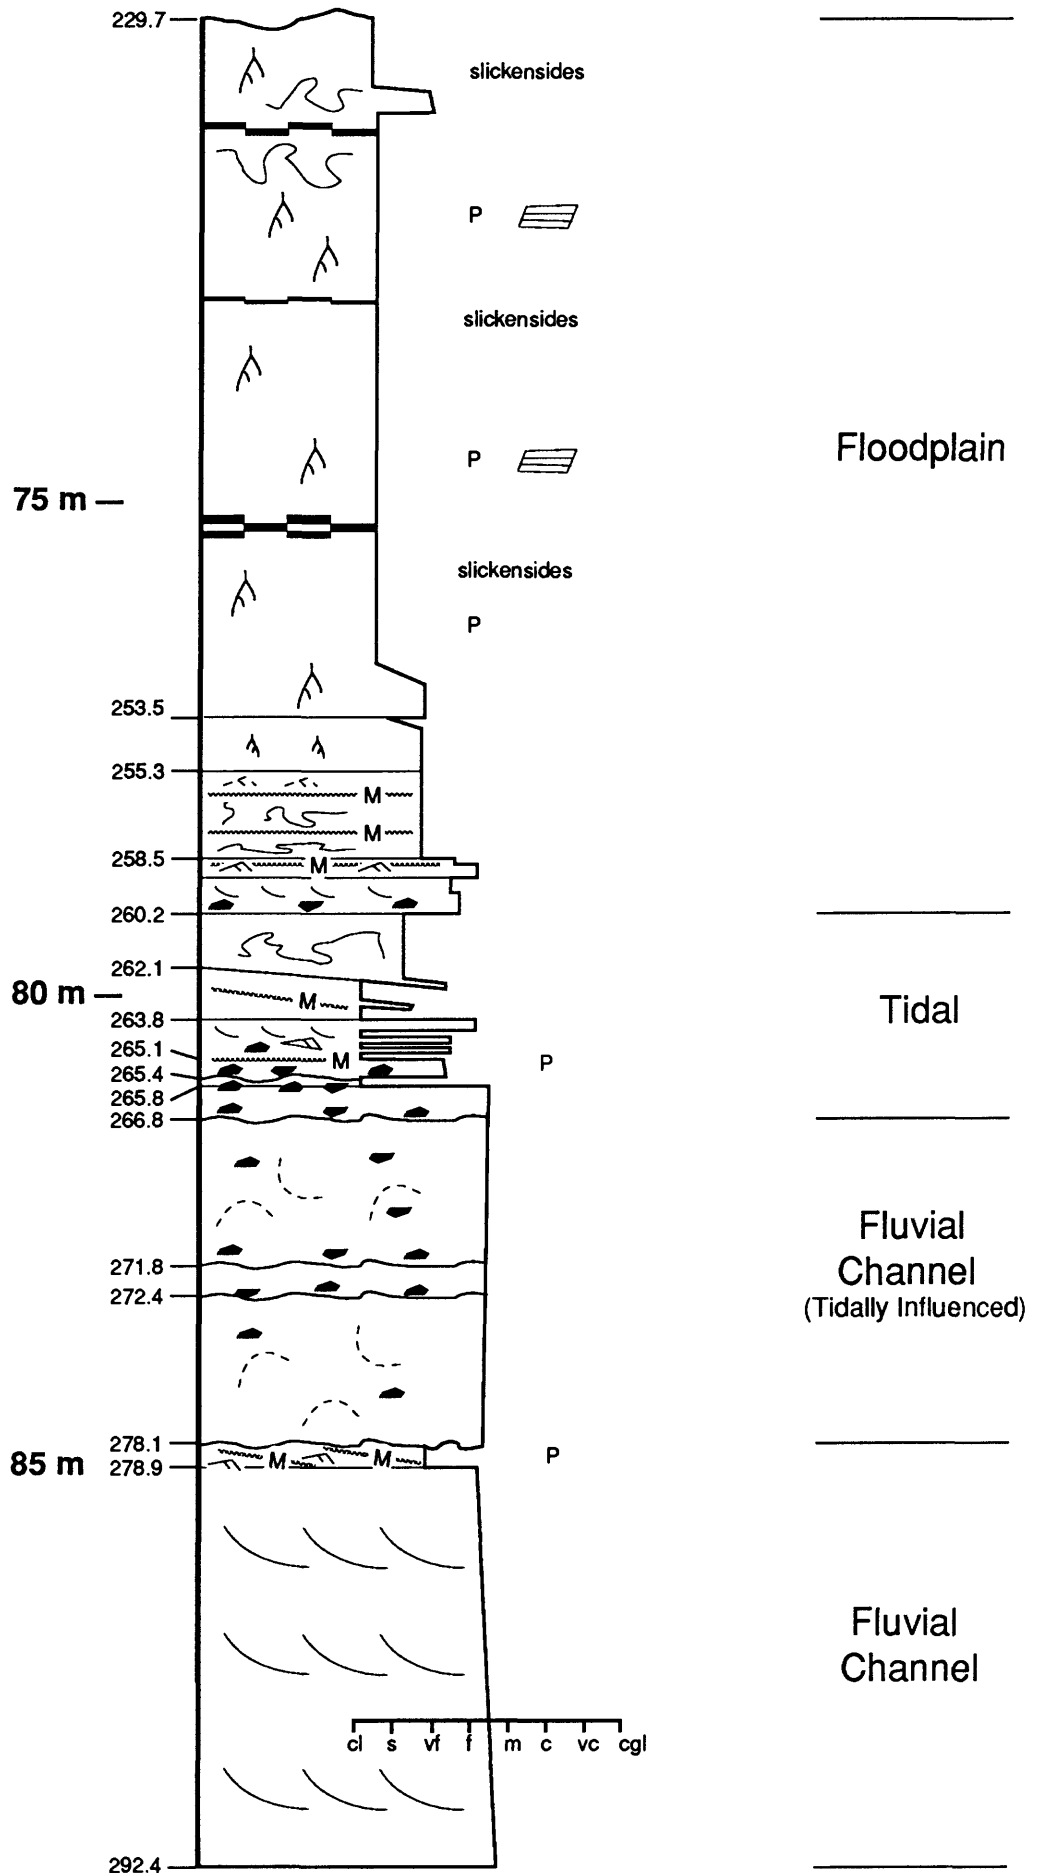 229.7
slickensides
P
slickensides
Floodplain
P
75 m
slickensides
P
253.5
255.3
M
M
258.5
M
260.2
262.1
80 m
M
Tidal
263.8
265.1
M
P
265.4
265.8
266.8
Fluvial
Channel
(Tidally Influenced)
271.8
272.4
278.1
M M
P
85 m
278.9
Fluvial
Channel
cl s vf f m c vc cgl
292.4